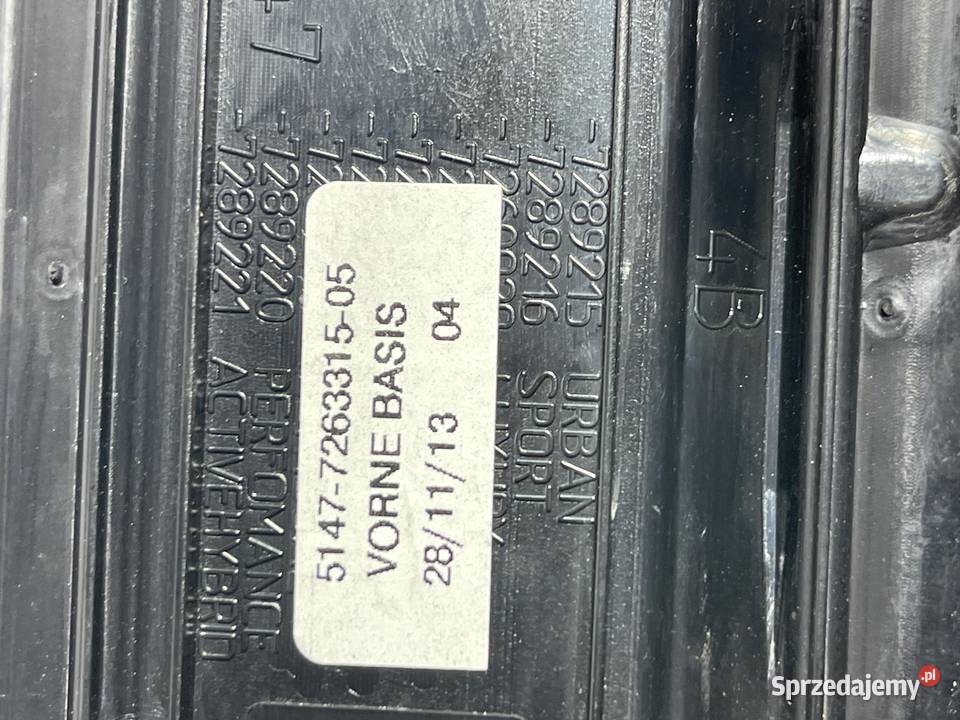 4B
-7289215 URBAN
-7289216 SPORT
LUXURY
-7289220 PERFOMANCE
-7289221 ACTIVEHYBRID
5147-7263315-05
VORNE BASIS
28/11/13 04
Sprzedajemy.pl